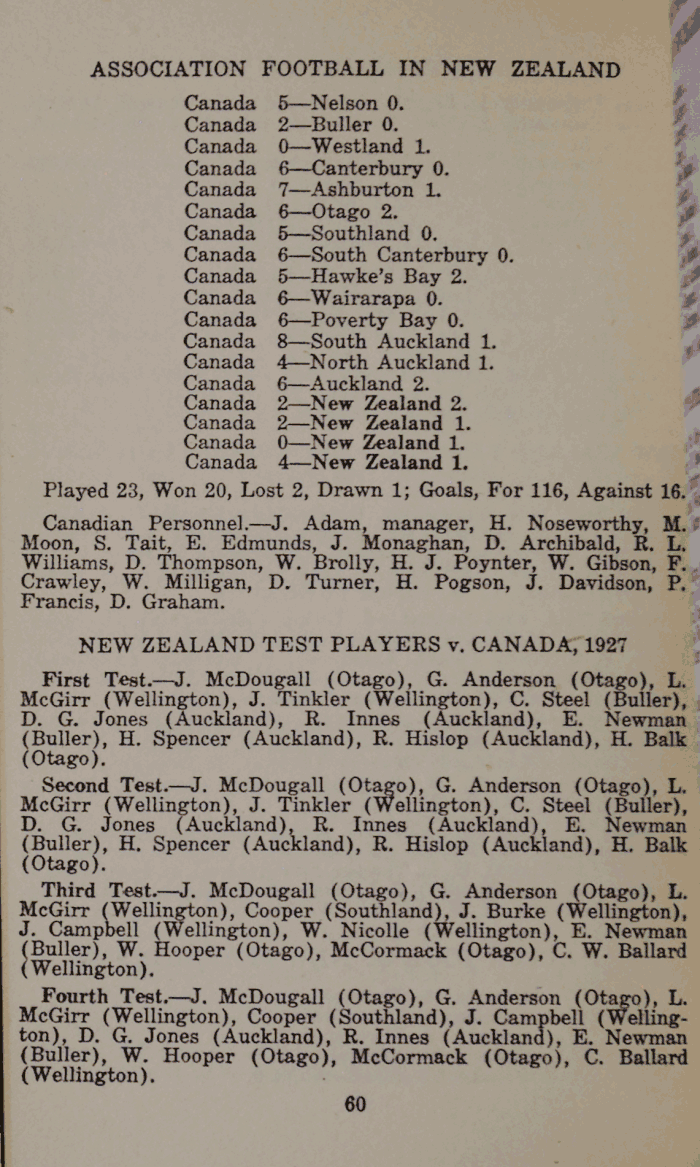 ASSOCIATION FOOTBALL IN NEW ZEALAND
Canada 5—Nelson 0.
Canada 2—Buller 0.
Canada 0—Westland 1.
Canada 6—Canterbury 0.
Canada 7—Ashburton 1.
Canada 6—Otago 2.
Canada 5—Southland 0.
Canada 6—South Canterbury 0.
Canada 5—Hawke's Bay 2.
Canada 6—Wairarapa 0.
Canada 6—Poverty Bay 0.
Canada 8—South Auckland 1.
Canada 4—North Auckland 1.
Canada 6—Auckland 2.
Canada 2—New Zealand 2.
Canada 2—New Zealand 1.
Canada 0—New Zealand 1.
Canada 4—New Zealand 1.
Played 23, Won 20, Lost 2, Drawn 1; Goals, For 116, Against 16.
Canadian Personnel.—J. Adam, manager, H. Noseworthy, M.
Moon, S. Tait, E. Edmunds, J. Monaghan, D. Archibald, R. L.
Williams, D. Thompson, W. Brolly, H. J. Poynter, W. Gibson, F.
Crawley, W. Milligan, D. Turner, H. Pogson, J. Davidson, P.
Francis, D. Graham.
NEW ZEALAND TEST PLAYERS v. CANADA, 1927
First Test.—J. McDougall (Otago), G. Anderson (Otago), L.
McGirr (Wellington), J. Tinkler (Wellington), C. Steel (Buller),
D. G. Jones (Auckland), R. Innes (Auckland), E. Newman
(Buller), H. Spencer (Auckland), R. Hislop (Auckland), H. Balk
(Otago).
Second Test.—J. McDougall (Otago), G. Anderson (Otago), L.
McGirr (Wellington), J. Tinkler (Wellington), C. Steel (Buller),
D. G. Jones (Auckland), R. Innes (Auckland), E. Newman
(Buller), H. Spencer (Auckland), R. Hislop (Auckland), H. Balk
(Otago).
Third Test.—J. McDougall (Otago), G. Anderson (Otago), L.
McGirr (Wellington), Cooper (Southland), J. Burke (Wellington),
J. Campbell (Wellington), W. Nicolle (Wellington), E. Newman
(Buller), W. Hooper (Otago), McCormack (Otago), C. W. Ballard
(Wellington).
Fourth Test.—J. McDougall (Otago), G. Anderson (Otago), L.
McGirr (Wellington), Cooper (Southland), J. Campbell (Welling-
ton), D. G. Jones (Auckland), R. Innes (Auckland), E. Newman
(Buller), W. Hooper (Otago), McCormack (Otago), C. Ballard
(Wellington).
60